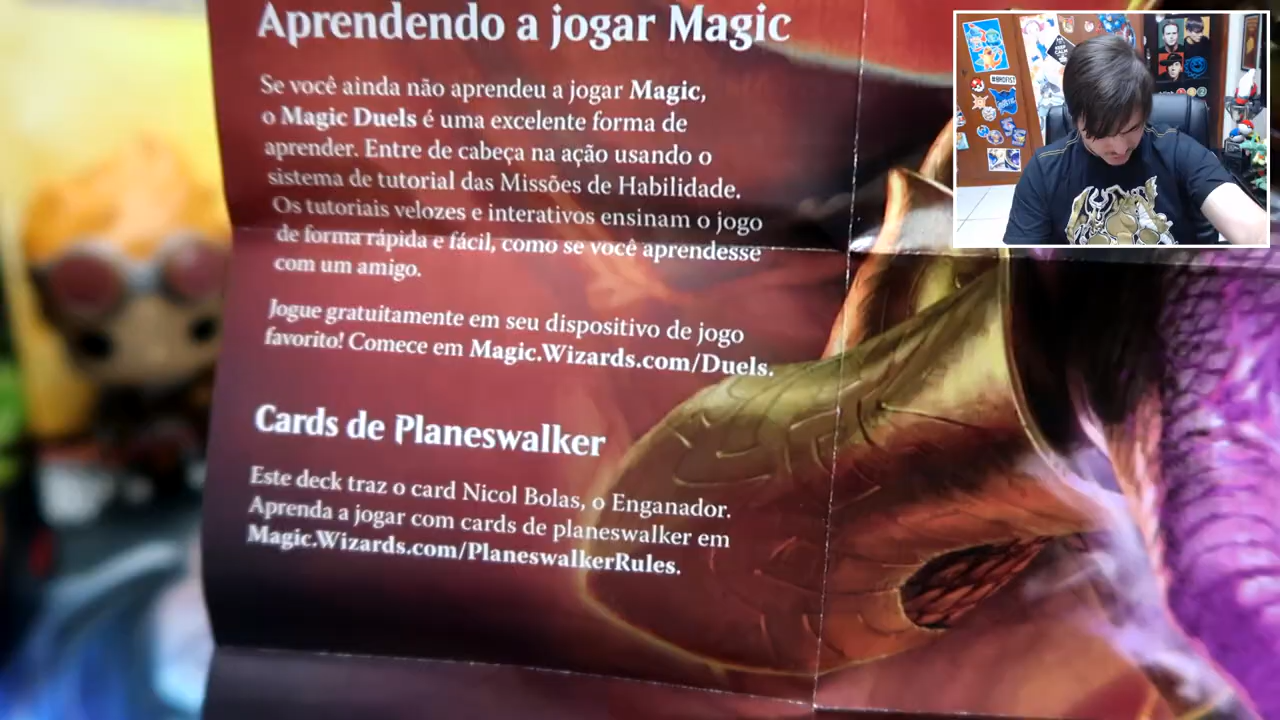 Aprendendo a jogar Magic
Se você ainda não aprendeu a jogar Magic,
o Magic Duels é uma excelente forma de
aprender. Entre de cabeça na ação usando o
sistema de tutorial das Missões de Habilidade.
Os tutoriais velozes e interativos ensinam o jogo
de forma rápida e fácil, como se você aprendesse
com um amigo.
Jogue gratuitamente em seu dispositivo de jogo
favorito! Comece em Magic.Wizards.com/Duels.
Cards de Planeswalker
Este deck traz o card Nicol Bolas, o Enganador.
Aprenda a jogar com cards de planeswalker em
Magic.Wizards.com/PlaneswalkerRules.
#BROFIST